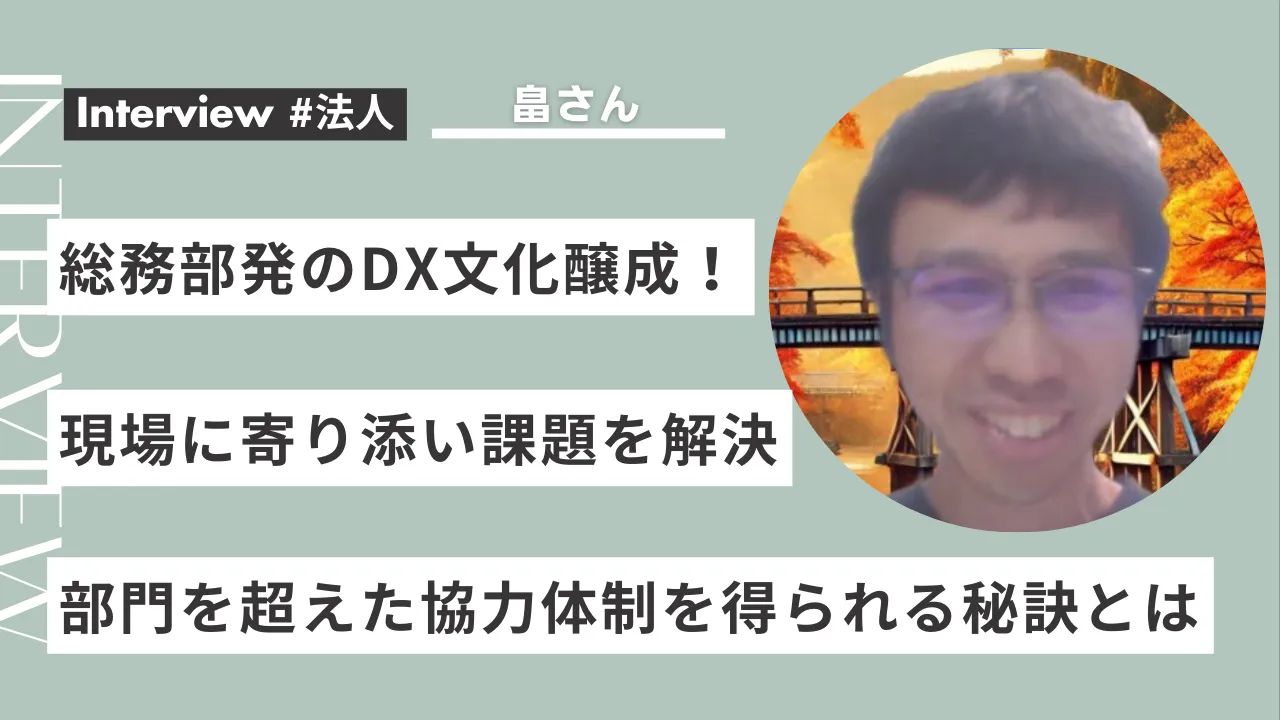 INTERVIEW
Interview #法人
畠さん
総務部発のDX文化醸成！
現場に寄り添い課題を解決
部門を超えた協力体制を得られる秘訣とは